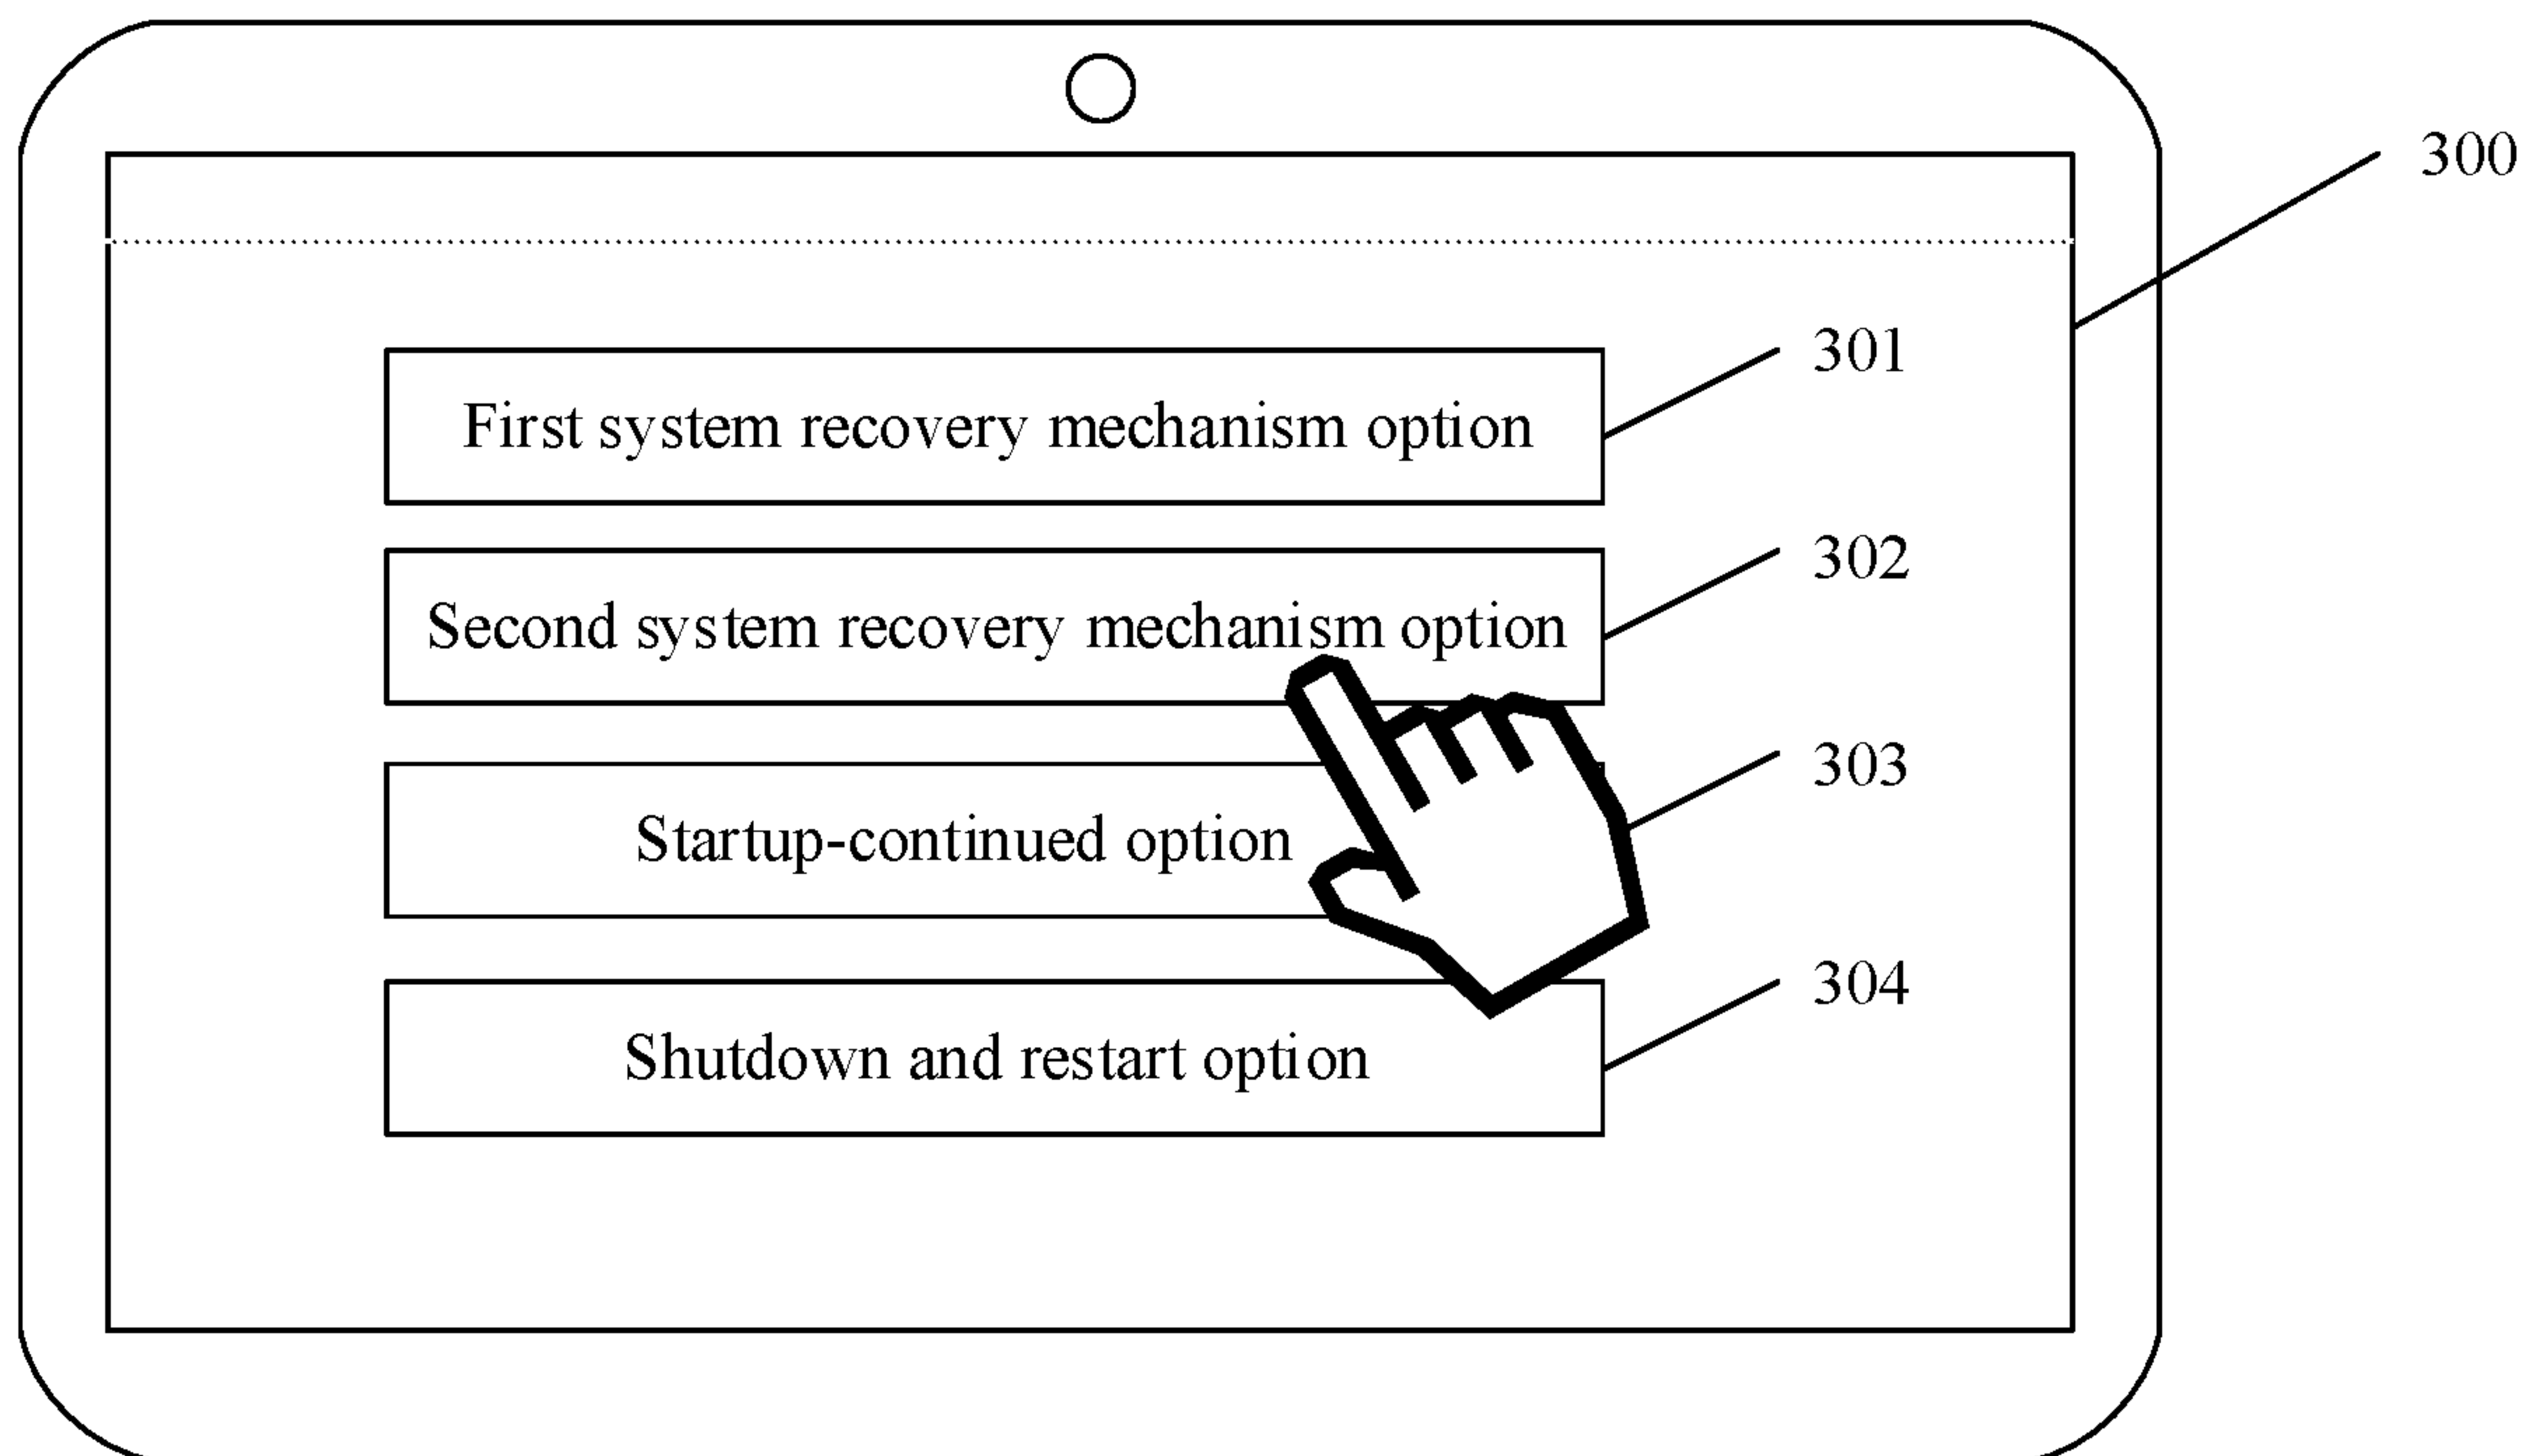 300
First system recovery mechanism option
301
Second system recovery mechanism option
302
Startup-continued option
303
Shutdown and restart option
304